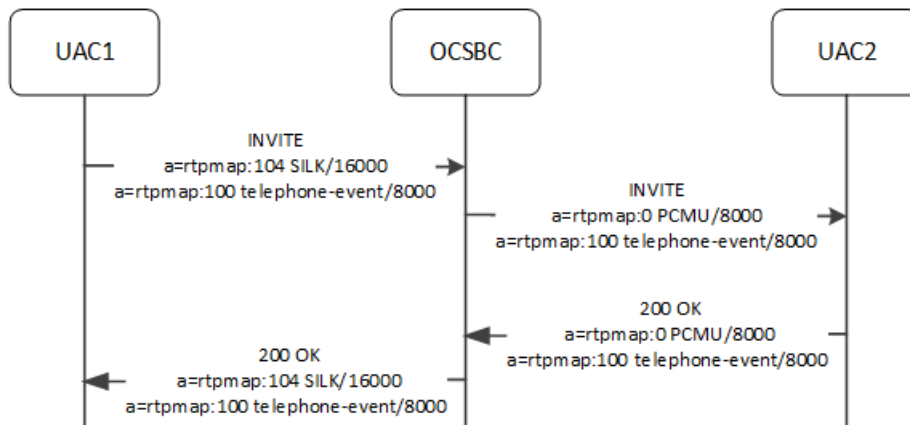 UAC1
OCSBC
UAC2
INVITE
a=rtpmap:104 SILK/16000
a=rtpmap:100 telephone-event/8000
INVITE
a=rtpmap:0 PCMU/8000
a=rtpmap:100 telephone-event/8000
200 OK
a=rtpmap:0 PCMU/8000
a=rtpmap:100 telephone-event/8000
200 OK
a=rtpmap:104 SILK/16000
a=rtpmap:100 telephone-event/8000